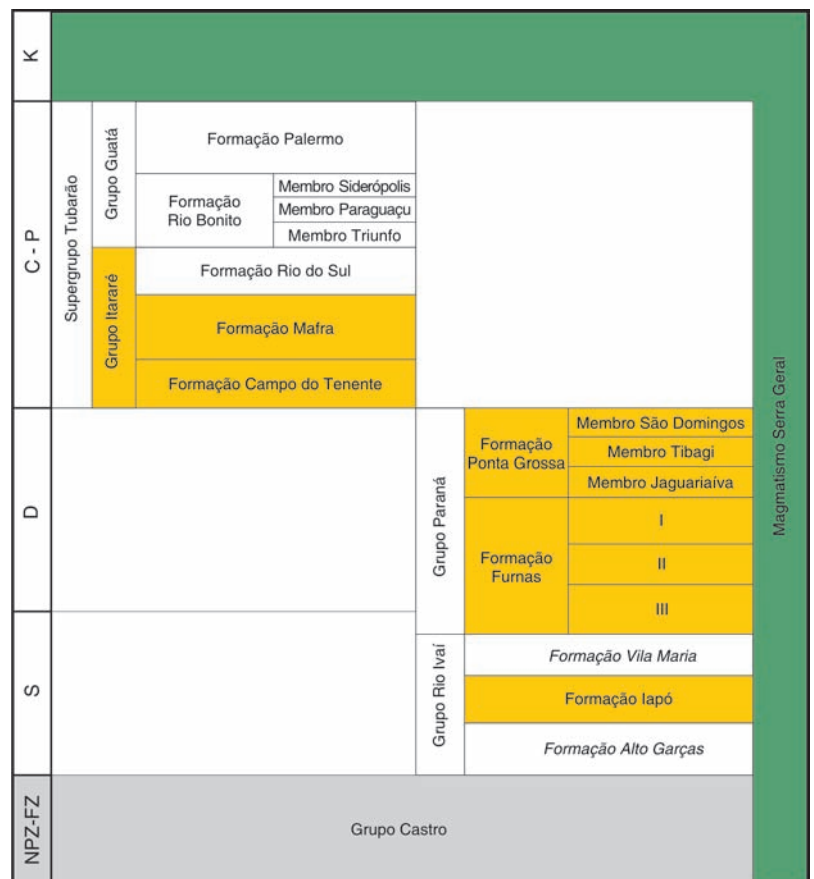 K
C - P
Supergrupo Tubarão
Grupo Guatá
Formação Palermo
Formação
Rio Bonito
Membro Siderópolis
Membro Paraguaçu
Membro Triunfo
Grupo Itararé
Formação Rio do Sul
Formação Mafra
Formação Campo do Tenente
D
Grupo Paraná
Formação
Ponta Grossa
Membro São Domingos
Membro Tibagi
Membro Jaguariaíva
Formação
Furnas
I
II
III
S
Grupo Rio Ivaí
Formação Vila Maria
Formação Iapó
Formação Alto Garças
NPZ-FZ
Grupo Castro
Magmatismo Serra Geral